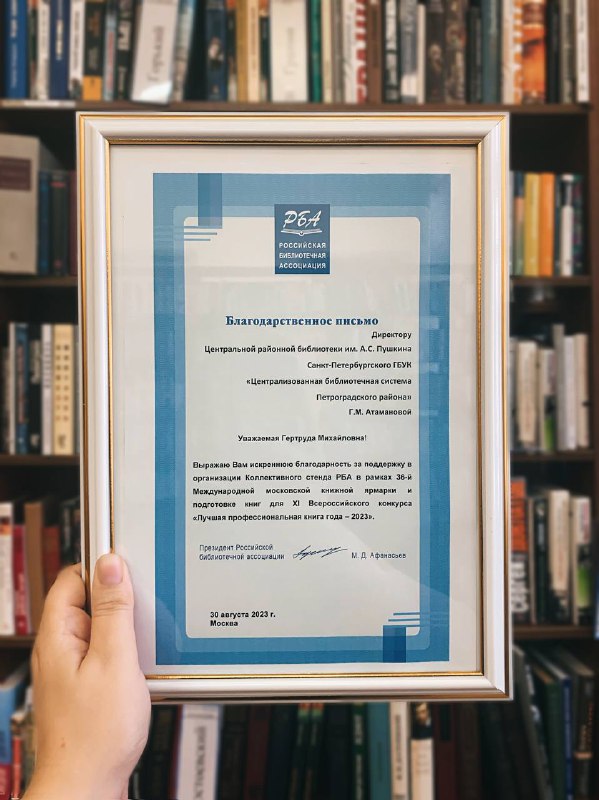 РБА
РОССИЙСКАЯ
БИБЛИОТЕЧНАЯ
АССОЦИАЦИЯ
Благодарственное письмо
Директору
Центральной районной библиотеки им. А.С. Пушкина
Санкт-Петербургского ГБУК
«Централизованная библиотечная система
Петроградского района»
Г.М. Атамановой
Уважаемая Гертруда Михайловна!
Выражаю Вам искреннюю благодарность за поддержку в
организации Коллективного стенда РБА в рамках 36-й
Международной московской книжной ярмарки и
подготовке книг для XI Всероссийского конкурса
«Лучшая профессиональная книга года – 2023».
Президент Российской
библиотечной ассоциации М. Д. Афанасьев
30 августа 2023 г.
Москва